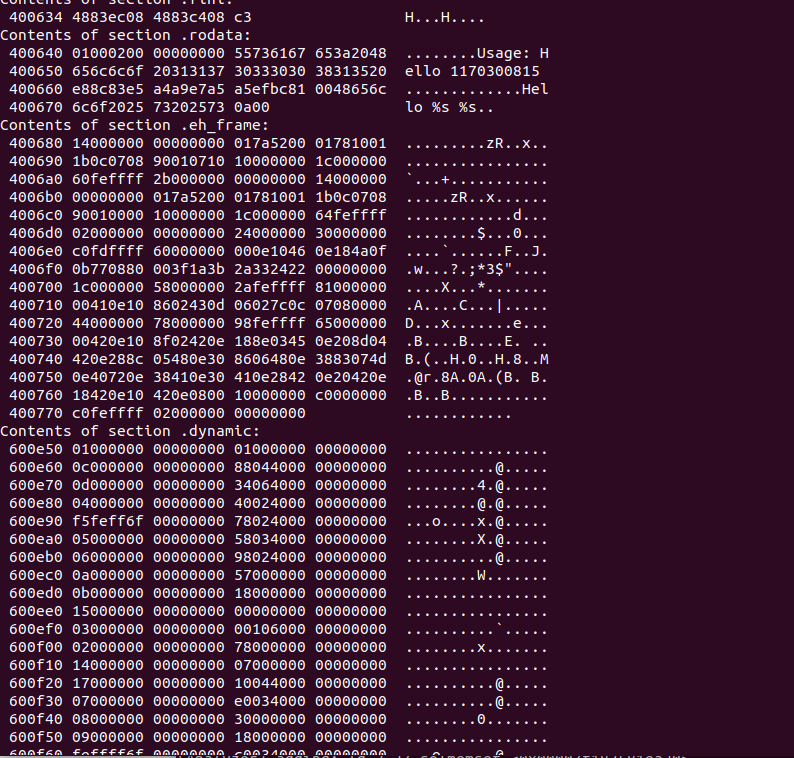 Contents of section .fini:
 400634 4883ec08 4883c408 c3                 H...H....
Contents of section .rodata:
 400640 01000200 00000000 55736167 653a2048  ........Usage: H
 400650 656c6c6f 20313137 30333030 38313520  ello 1170300815 
 400660 e88c83e5 a4a9e7a5 a5efbc81 0048656c  .............Hel
 400670 6c6f2025 73202573 0a00               lo %s %s..
Contents of section .eh_frame:
 400680 14000000 00000000 017a5200 01781001  .........zR..x..
 400690 1b0c0708 90010710 10000000 1c000000  ................
 4006a0 60feffff 2b000000 00000000 14000000  `...+...........
 4006b0 00000000 017a5200 01781001 1b0c0708  .....zR..x......
 4006c0 90010000 10000000 1c000000 64feffff  ............d...
 4006d0 02000000 00000000 24000000 30000000  ........$...0...
 4006e0 c0fdffff 60000000 000e1046 0e184a0f  ....`......F..J.
 4006f0 0b770880 003f1a3b 2a332422 00000000  .w...?.;*3$"....
 400700 1c000000 58000000 2afeffff 81000000  ....X...*.......
 400710 00410e10 8602430d 06027c0c 07080000  .A....C...|.....
 400720 44000000 78000000 98feffff 65000000  D...x.......e...
 400730 00420e10 8f02420e 188e0345 0e208d04  .B....B....E. ..
 400740 420e288c 05480e30 8606480e 3883074d  B.(..H.0..H.8..M
 400750 0e40720e 38410e30 410e2842 0e20420e  .@r.8A.0A.(B. B.
 400760 18420e10 420e0800 10000000 c0000000  .B..B...........
 400770 c0feffff 02000000 00000000           ............
Contents of section .dynamic:
 600e50 01000000 00000000 01000000 00000000  ................
 600e60 0c000000 00000000 88044000 00000000  ..........@.....
 600e70 0d000000 00000000 34064000 00000000  ........4.@.....
 600e80 04000000 00000000 40024000 00000000  ........@.@.....
 600e90 f5feff6f 00000000 78024000 00000000  ...o....x.@.....
 600ea0 05000000 00000000 58034000 00000000  ........X.@.....
 600eb0 06000000 00000000 98024000 00000000  ..........@.....
 600ec0 0a000000 00000000 57000000 00000000  ........W.......
 600ed0 0b000000 00000000 18000000 00000000  ................
 600ee0 15000000 00000000 00000000 00000000  ................
 600ef0 03000000 00000000 00106000 00000000  ..........`.....
 600f00 02000000 00000000 78000000 00000000  ........x.......
 600f10 14000000 00000000 07000000 00000000  ................
 600f20 17000000 00000000 10044000 00000000  ..........@.....
 600f30 07000000 00000000 e0034000 00000000  ..........@.....
 600f40 08000000 00000000 30000000 00000000  ........0.......
 600f50 09000000 00000000 18000000 00000000  ................
 600f60 feffff6f 00000000 c0034000 00000000  ...o......@.....